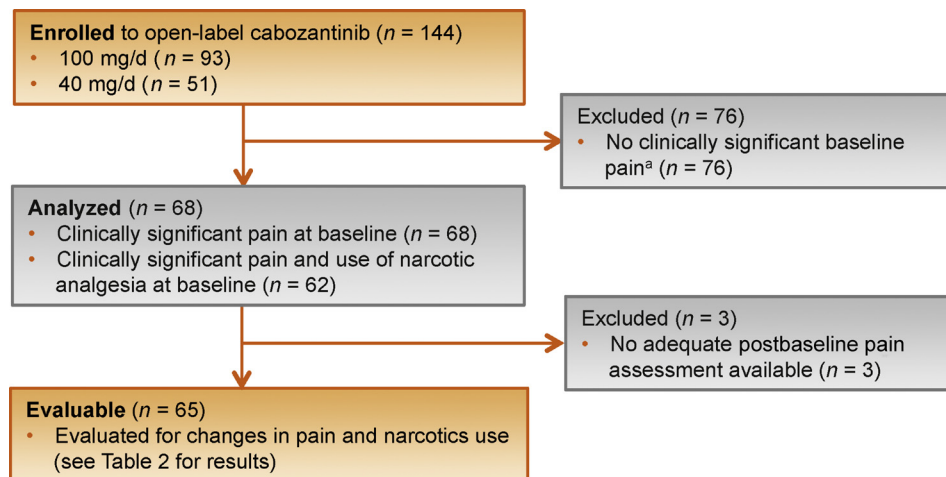 Enrolled to open-label cabozantinib (n = 144)
• 100 mg/d (n = 93)
• 40 mg/d (n = 51)
Excluded (n = 76)
• No clinically significant baseline
painᵃ (n = 76)
Analyzed (n = 68)
• Clinically significant pain at baseline (n = 68)
• Clinically significant pain and use of narcotic
analgesia at baseline (n = 62)
Excluded (n = 3)
• No adequate postbaseline pain
assessment available (n = 3)
Evaluable (n = 65)
• Evaluated for changes in pain and narcotics use
(see Table 2 for results)